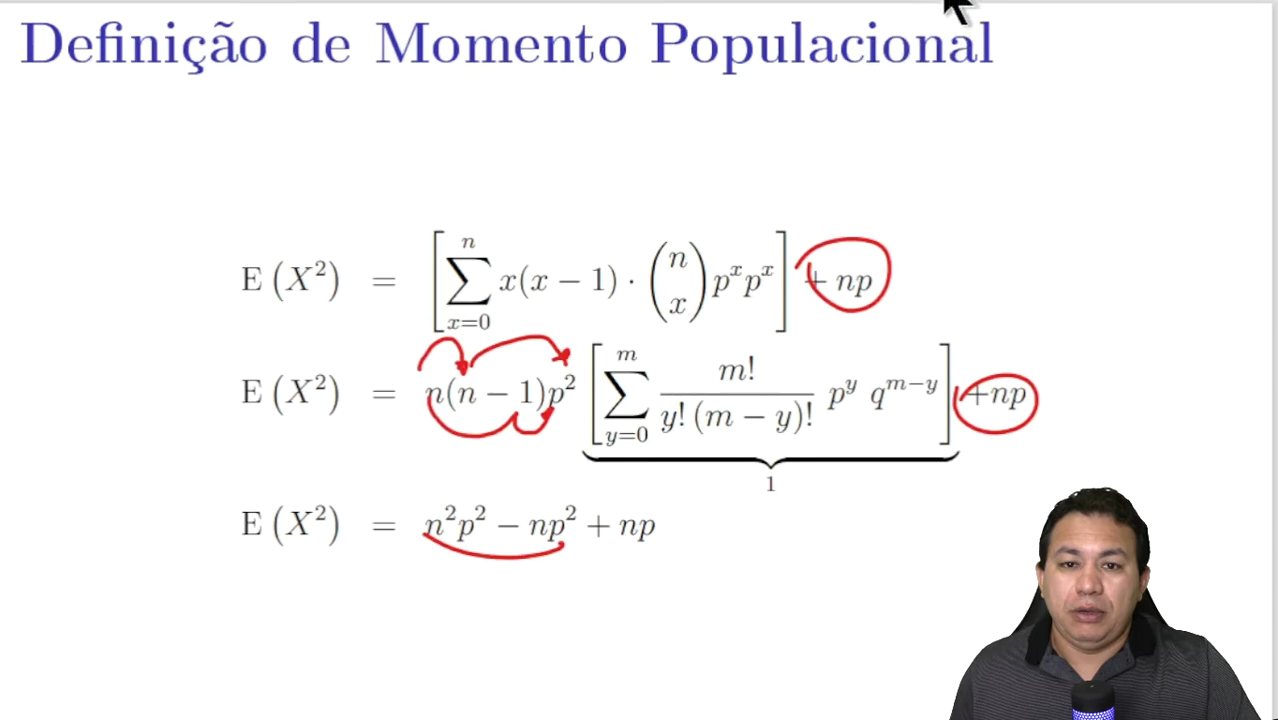 Definição de Momento Populacional
E(X²) = [∑_{x=0}^{n} x(x − 1) · (n x) p^x p^x] + np
E(X²) = n(n − 1)p² [∑_{y=0}^{m} m!/(y! (m − y)!) p^y q^{m−y}] +np
1
E(X²) = n²p² − np² + np